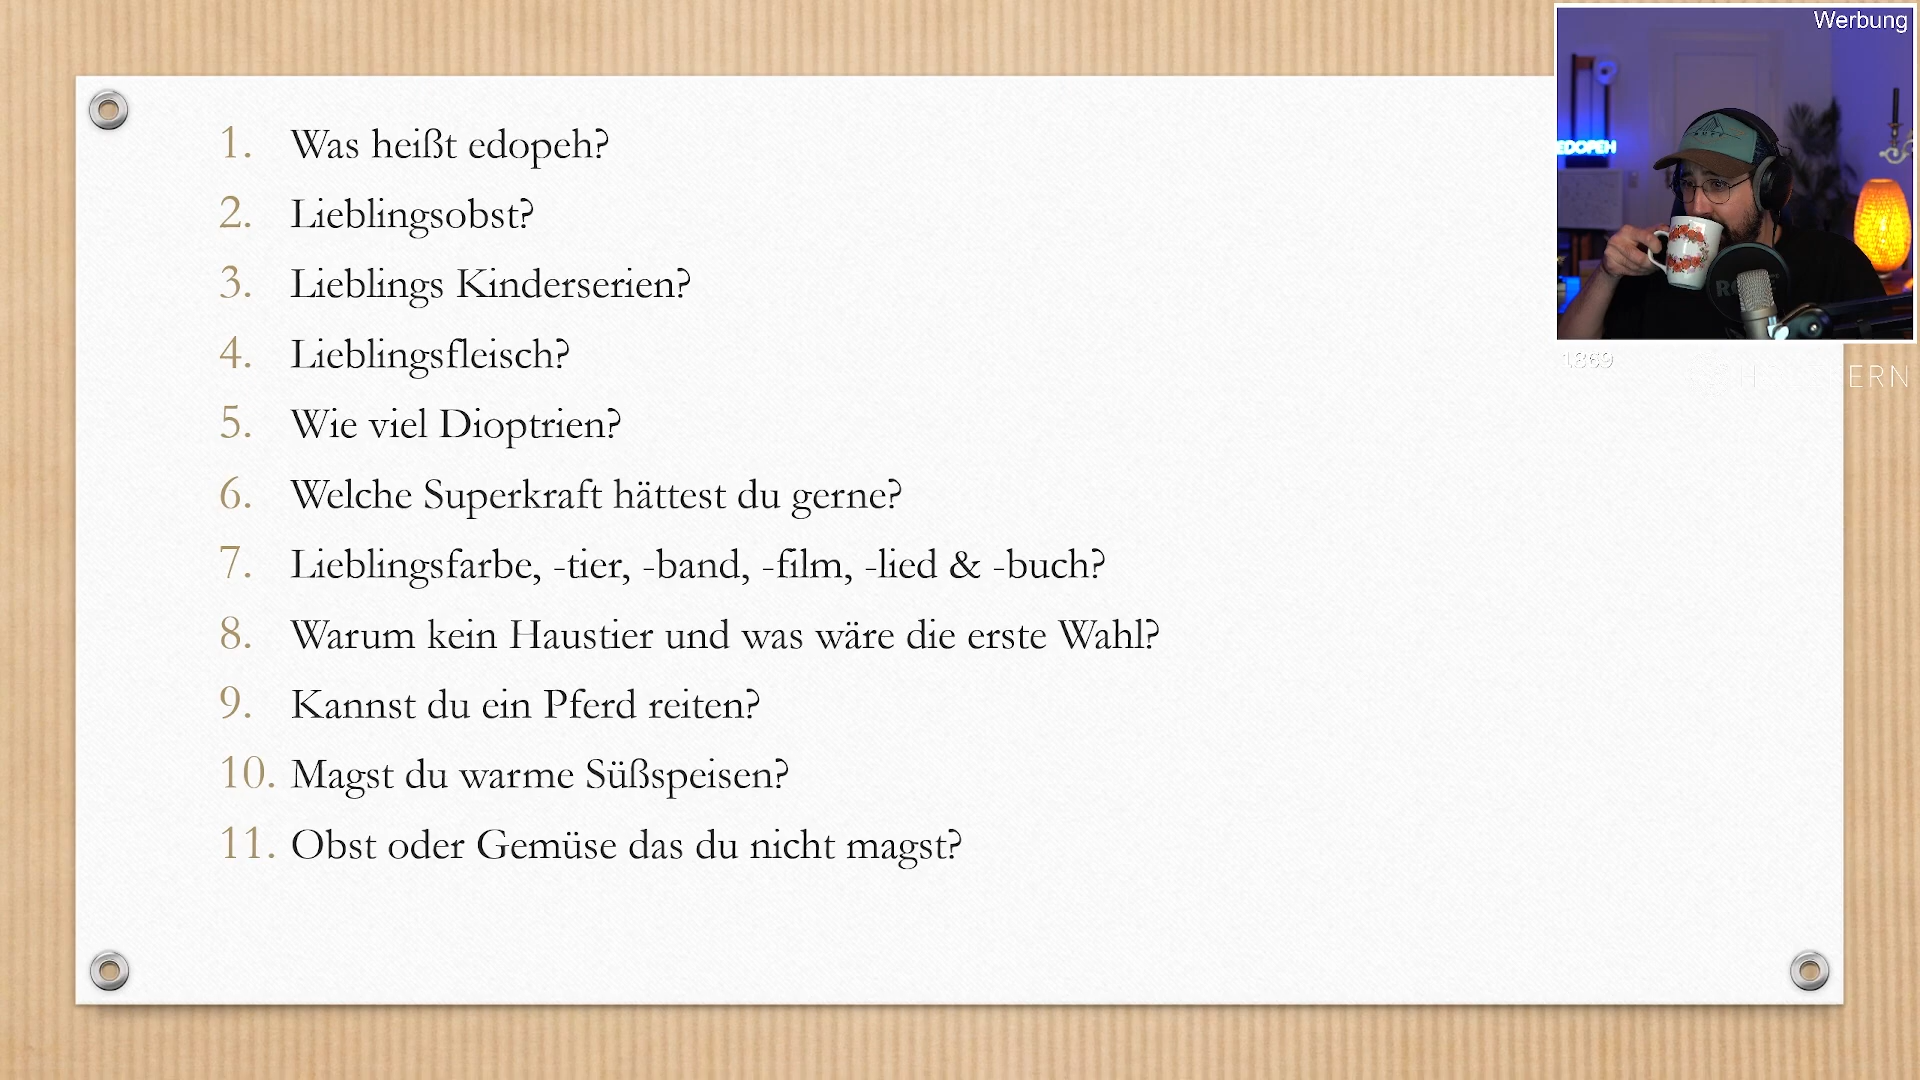 Werbung
EDOPEH
1. Was heißt edopeh?
2. Lieblingsobst?
3. Lieblings Kinderserien?
4. Lieblingsfleisch?
5. Wie viel Dioptrien?
6. Welche Superkraft hättest du gerne?
7. Lieblingsfarbe, -tier, -band, -film, -lied & -buch?
8. Warum kein Haustier und was wäre die erste Wahl?
9. Kannst du ein Pferd reiten?
10. Magst du warme Süßspeisen?
11. Obst oder Gemüse das du nicht magst?
1869